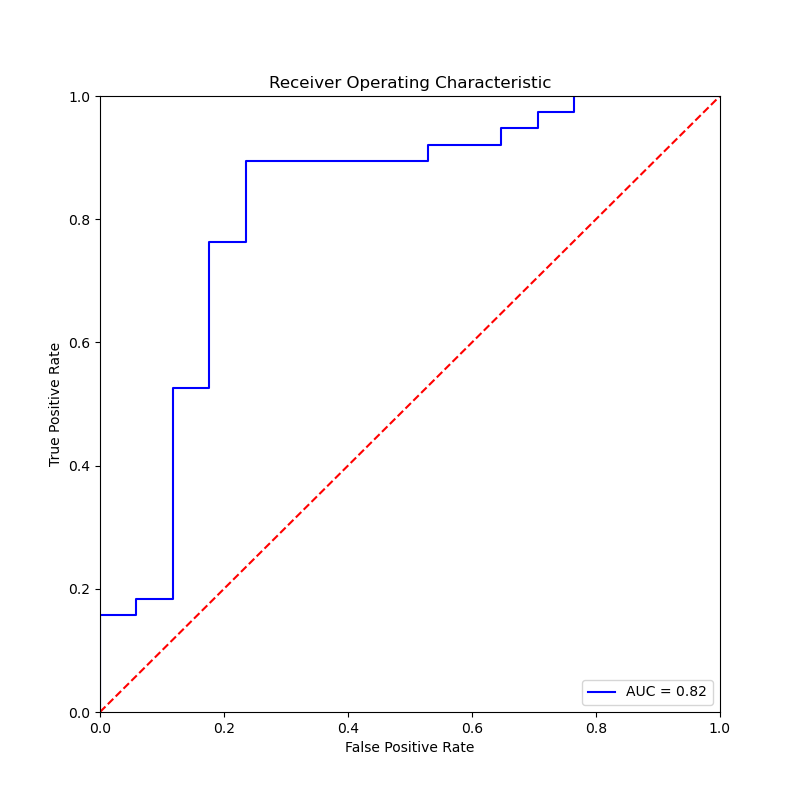 Receiver Operating Characteristic
1.0
0.8
0.6
0.4
0.2
0.0
True Positive Rate
AUC = 0.82
0.0 0.2 0.4 0.6 0.8 1.0
False Positive Rate